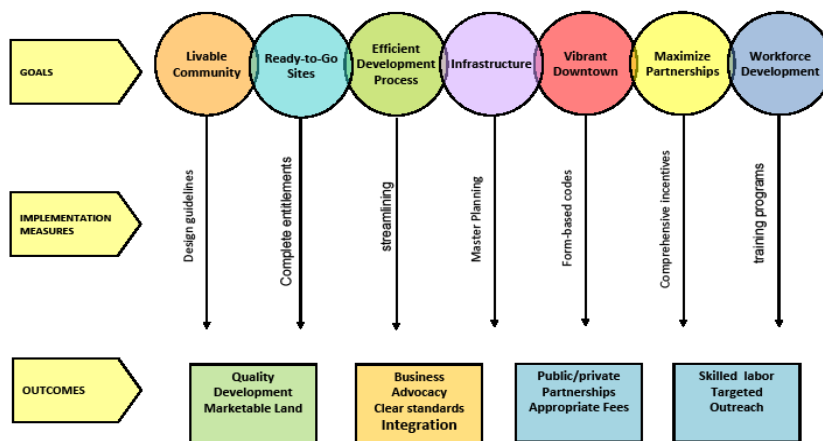 GOALS
Livable
Community
Ready-to-Go
Sites
Efficient
Development
Process
Infrastructure
Vibrant
Downtown
Maximize
Partnerships
Workforce
Development
IMPLEMENTATION
MEASURES
Design guidelines
Complete entitlements
streamlining
Master Planning
Form-based codes
Comprehensive incentives
training programs
OUTCOMES
Quality
Development
Marketable Land
Business
Advocacy
Clear standards
Integration
Public/private
Partnerships
Appropriate Fees
Skilled labor
Targeted
Outreach